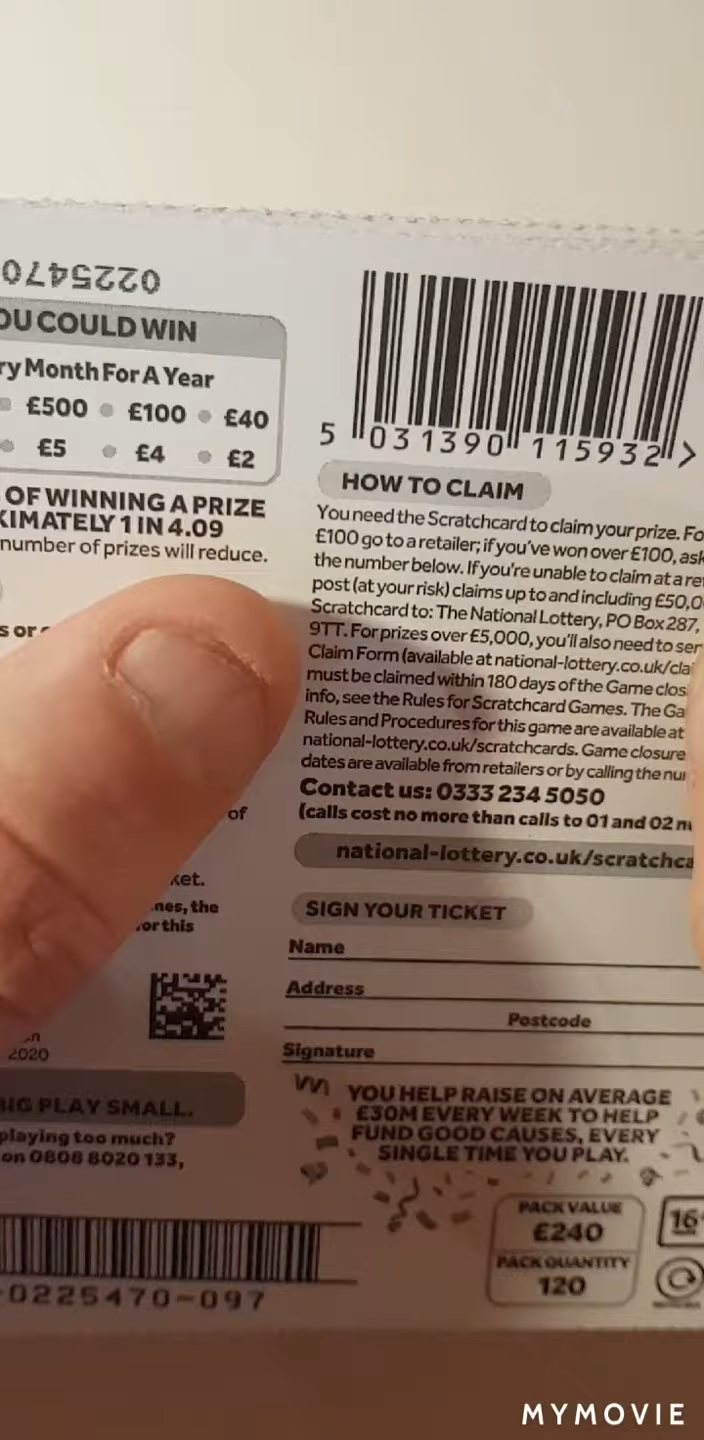 0225470
OU COULD WIN
ry Month For A Year
£500 £100 £40
£5 £4 £2
OF WINNING A PRIZE
XIMATELY 1 IN 4.09
number of prizes will reduce.
s or
of
ket.
nes, the
or this
2020
BIG PLAY SMALL.
playing too much?
on 0808 8020 133,
0225470-097
5 031390 115932 >
HOW TO CLAIM
You need the Scratchcard to claim your prize. Fo
£100 go to a retailer; if you've won over £100, ask
the number below. If you're unable to claim at a re
post (at your risk) claims up to and including £50,0
Scratchcard to: The National Lottery, PO Box 287,
9TT. For prizes over £5,000, you'll also need to ser
Claim Form (available at national-lottery.co.uk/cla
must be claimed within 180 days of the Game clos
info, see the Rules for Scratchcard Games. The Ga
Rules and Procedures for this game are available at
national-lottery.co.uk/scratchcards. Game closure
dates are available from retailers or by calling the nu
Contact us: 0333 234 5050
(calls cost no more than calls to 01 and 02 n
national-lottery.co.uk/scratchca
SIGN YOUR TICKET
Name
Address
Postcode
Signature
YOU HELP RAISE ON AVERAGE
£30M EVERY WEEK TO HELP
FUND GOOD CAUSES, EVERY
SINGLE TIME YOU PLAY.
PACK VALUE
£240
PACK QUANTITY
120
16
MYMOVIE